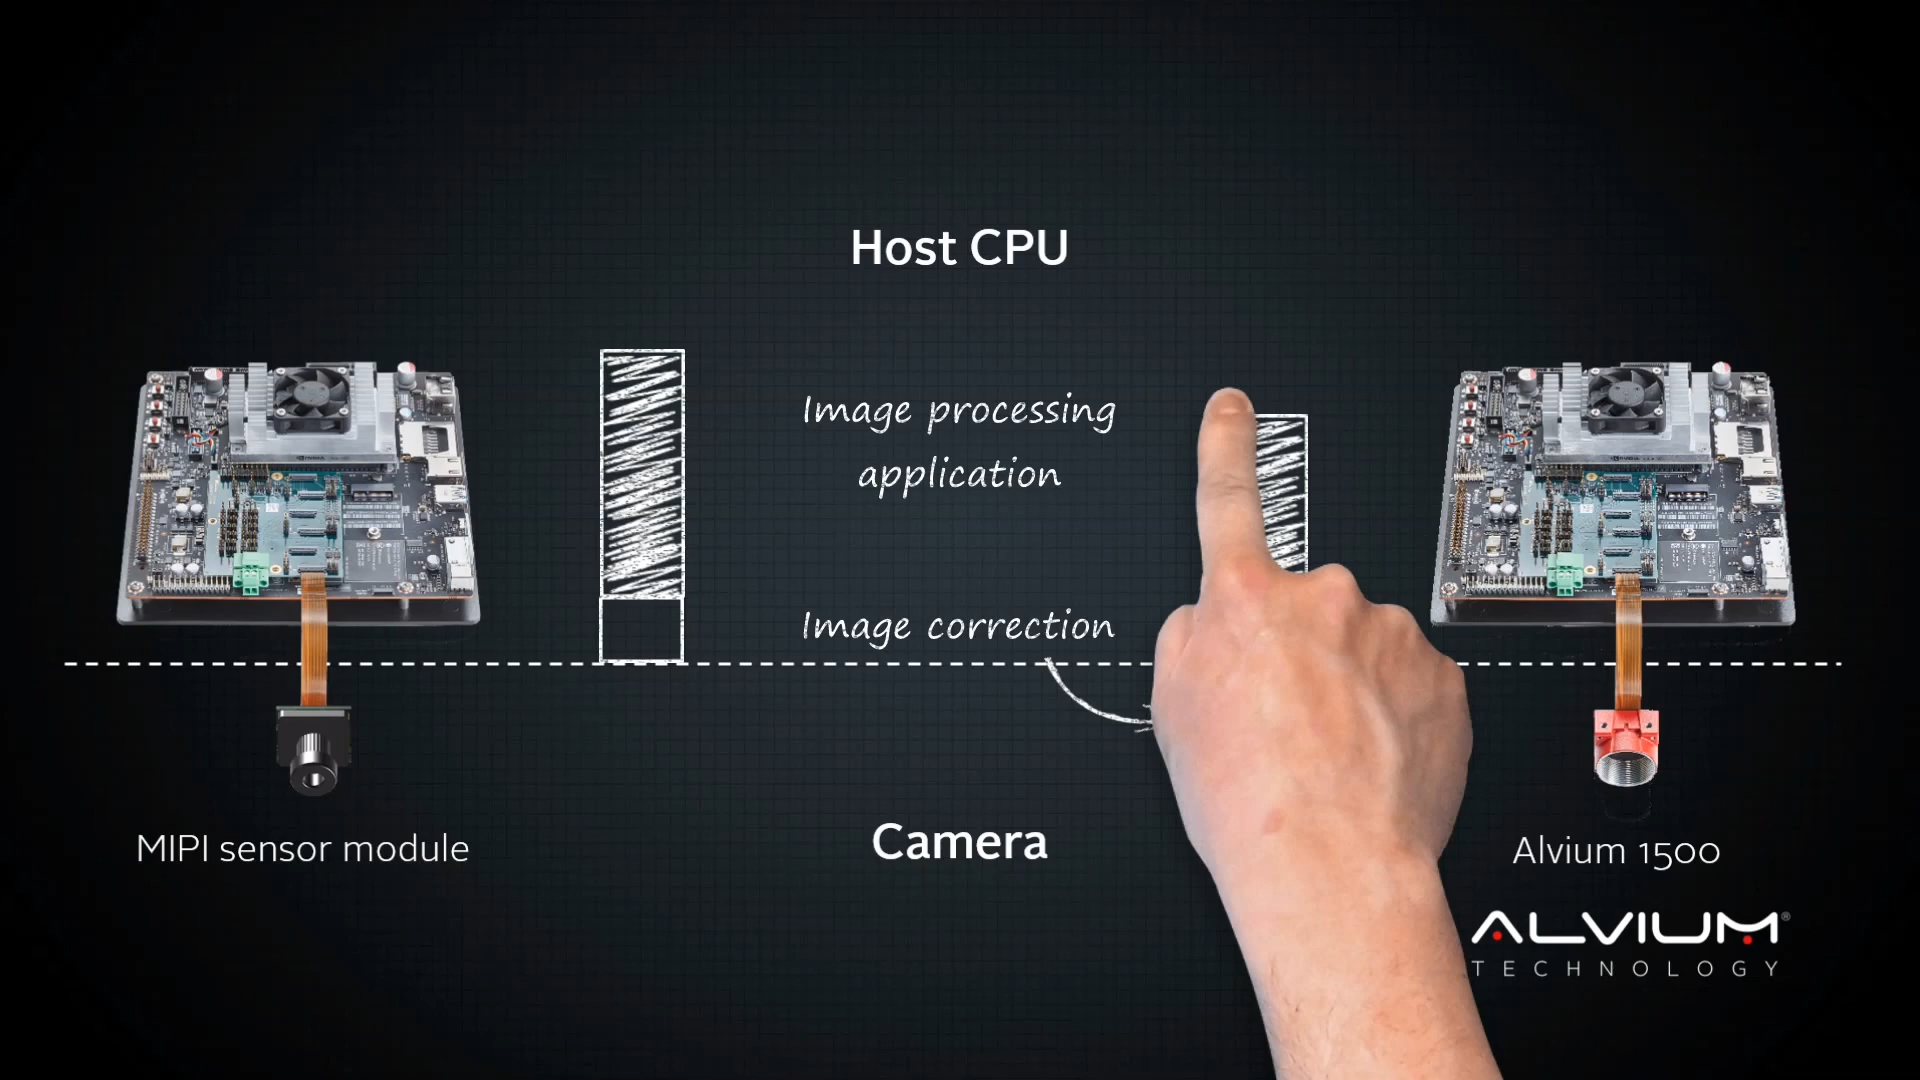 Host CPU
Image processing
application
Image correction
MIPI sensor module
Camera
Alvium 1500
ALVIUM®
TECHNOLOGY